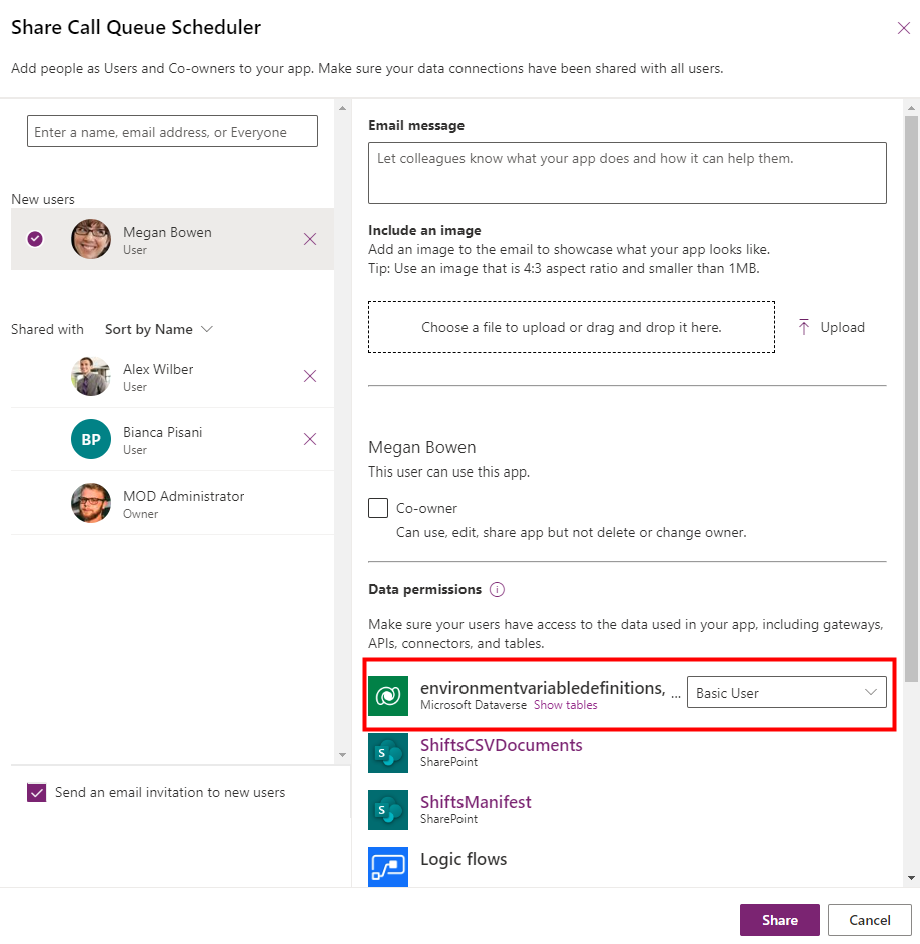 Share Call Queue Scheduler
Add people as Users and Co-owners to your app. Make sure your data connections have been shared with all users.
Enter a name, email address, or Everyone
New users
Megan Bowen
User
Shared with Sort by Name
Alex Wilber
User
BP
Bianca Pisani
User
MOD Administrator
Owner
Send an email invitation to new users
Email message
Let colleagues know what your app does and how it can help them.
Include an image
Add an image to the email to showcase what your app looks like.
Tip: Use an image that is 4:3 aspect ratio and smaller than 1MB.
Choose a file to upload or drag and drop it here.
Upload
Megan Bowen
This user can use this app.
Co-owner
Can use, edit, share app but not delete or change owner.
Data permissions
Make sure your users have access to the data used in your app, including gateways,
APIs, connectors, and tables.
environmentvariabledefinitions, ...
Microsoft Dataverse Show tables
Basic User
S
ShiftsCSVDocuments
SharePoint
S
ShiftsManifest
SharePoint
Logic flows
Share
Cancel